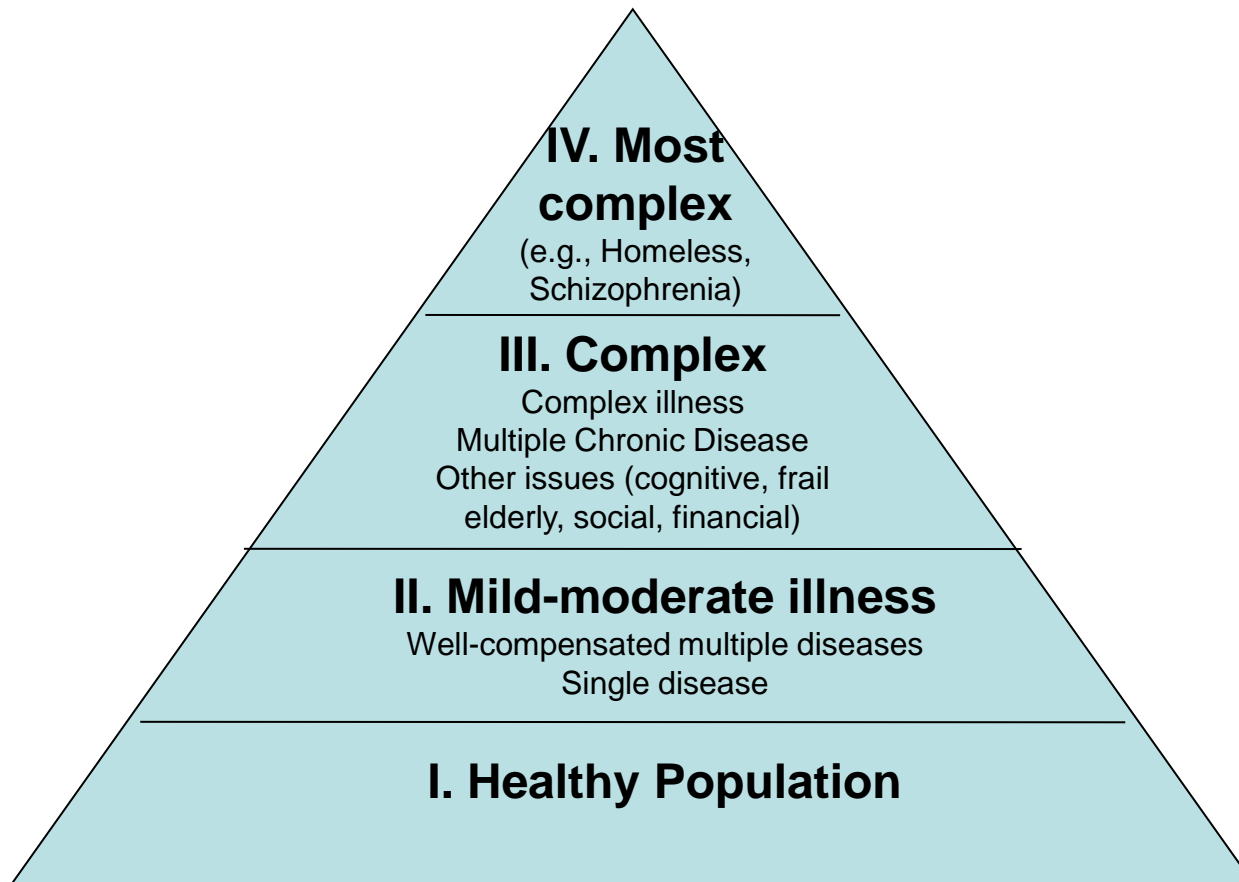 IV. Most
complex
(e.g., Homeless,
Schizophrenia)
III. Complex
Complex illness
Multiple Chronic Disease
Other issues (cognitive, frail
elderly, social, financial)
II. Mild-moderate illness
Well-compensated multiple diseases
Single disease
I. Healthy Population